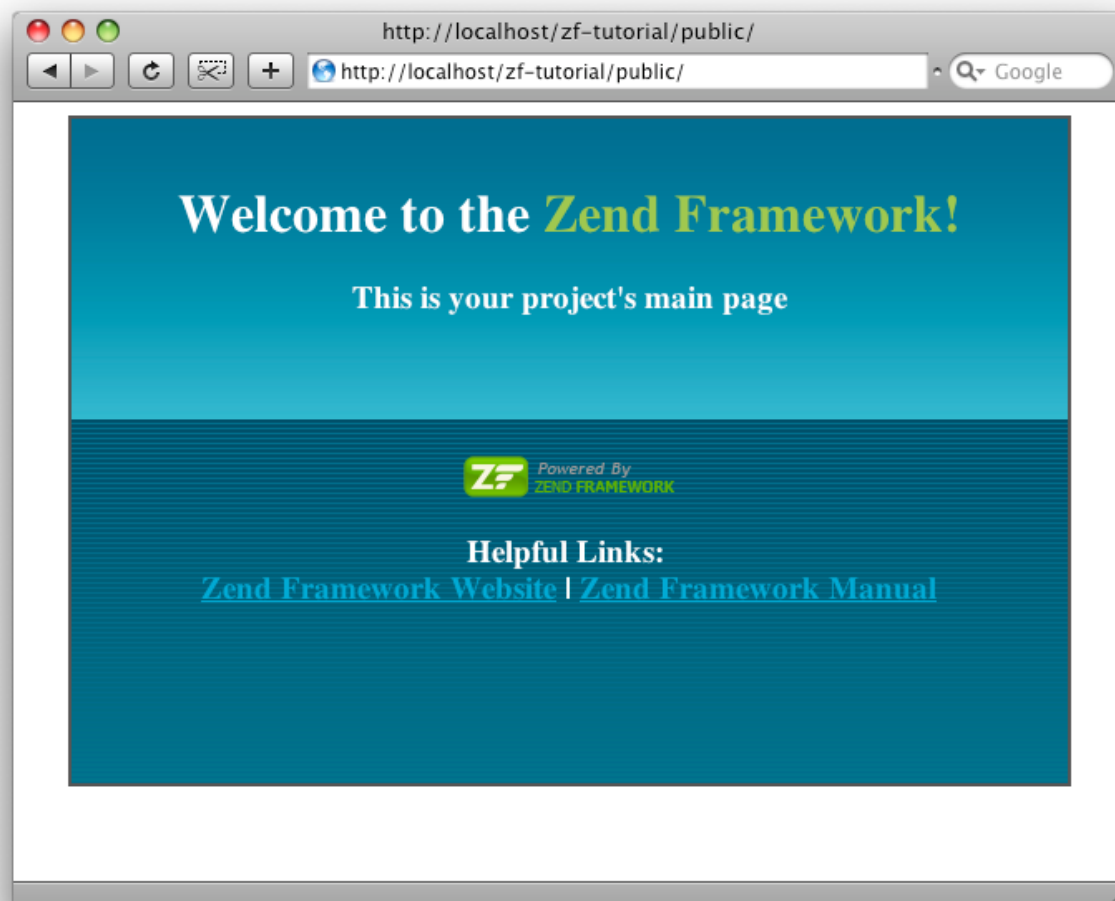 http://localhost/zf-tutorial/public/
http://localhost/zf-tutorial/public/
Google
Welcome to the Zend Framework!
This is your project's main page
ZF Powered By
ZEND FRAMEWORK
Helpful Links:
Zend Framework Website | Zend Framework Manual